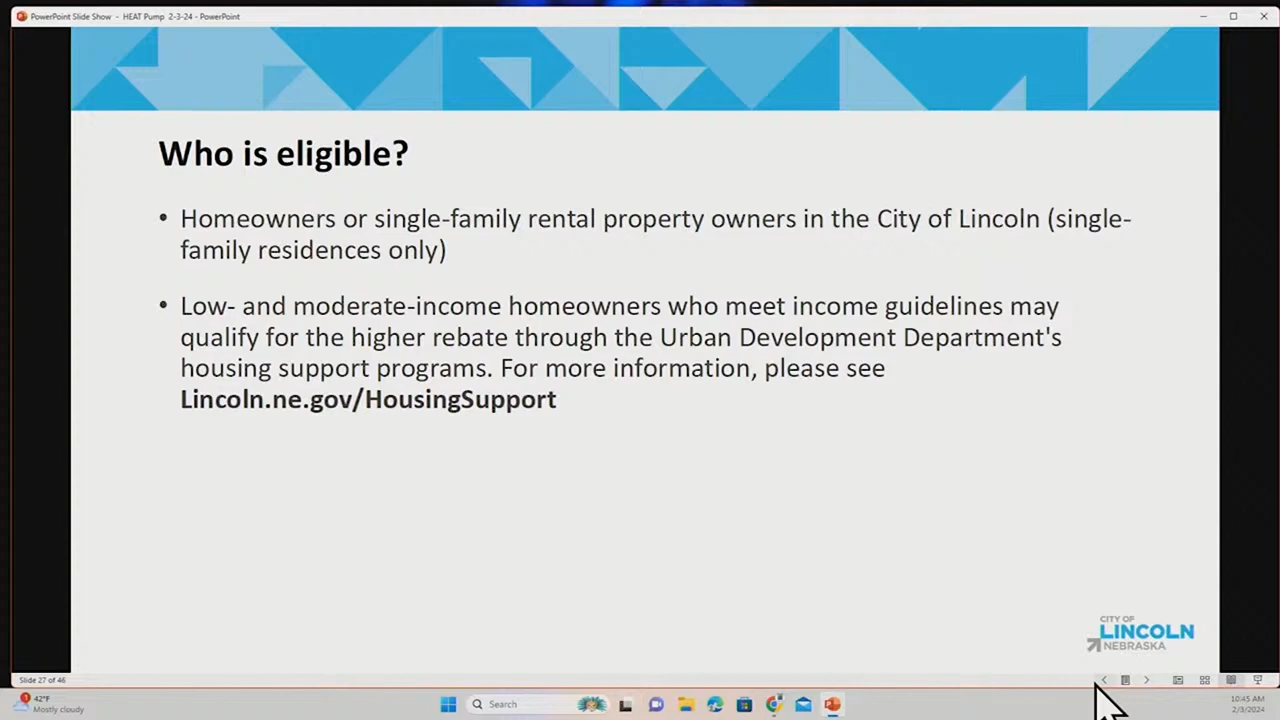 PowerPoint Slide Show - HEAT Pump 2-3-24 - PowerPoint
Who is eligible?
• Homeowners or single-family rental property owners in the City of Lincoln (single-
family residences only)
• Low- and moderate-income homeowners who meet income guidelines may
qualify for the higher rebate through the Urban Development Department's
housing support programs. For more information, please see
Lincoln.ne.gov/HousingSupport
CITY OF
LINCOLN
NEBRASKA
Slide 27 of 46
1
42°F
Mostly cloudy
Search
10:45 AM
2/3/2024